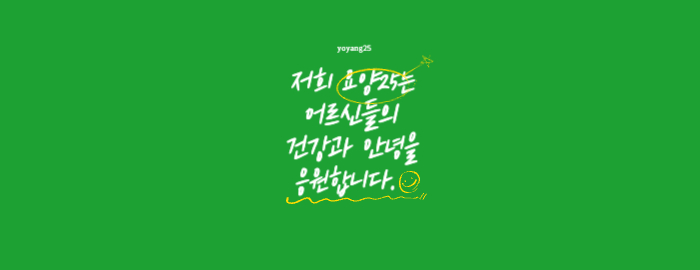 yoyang25
저희 요양25는
어르신들의
건강과 안녕을
응원합니다.